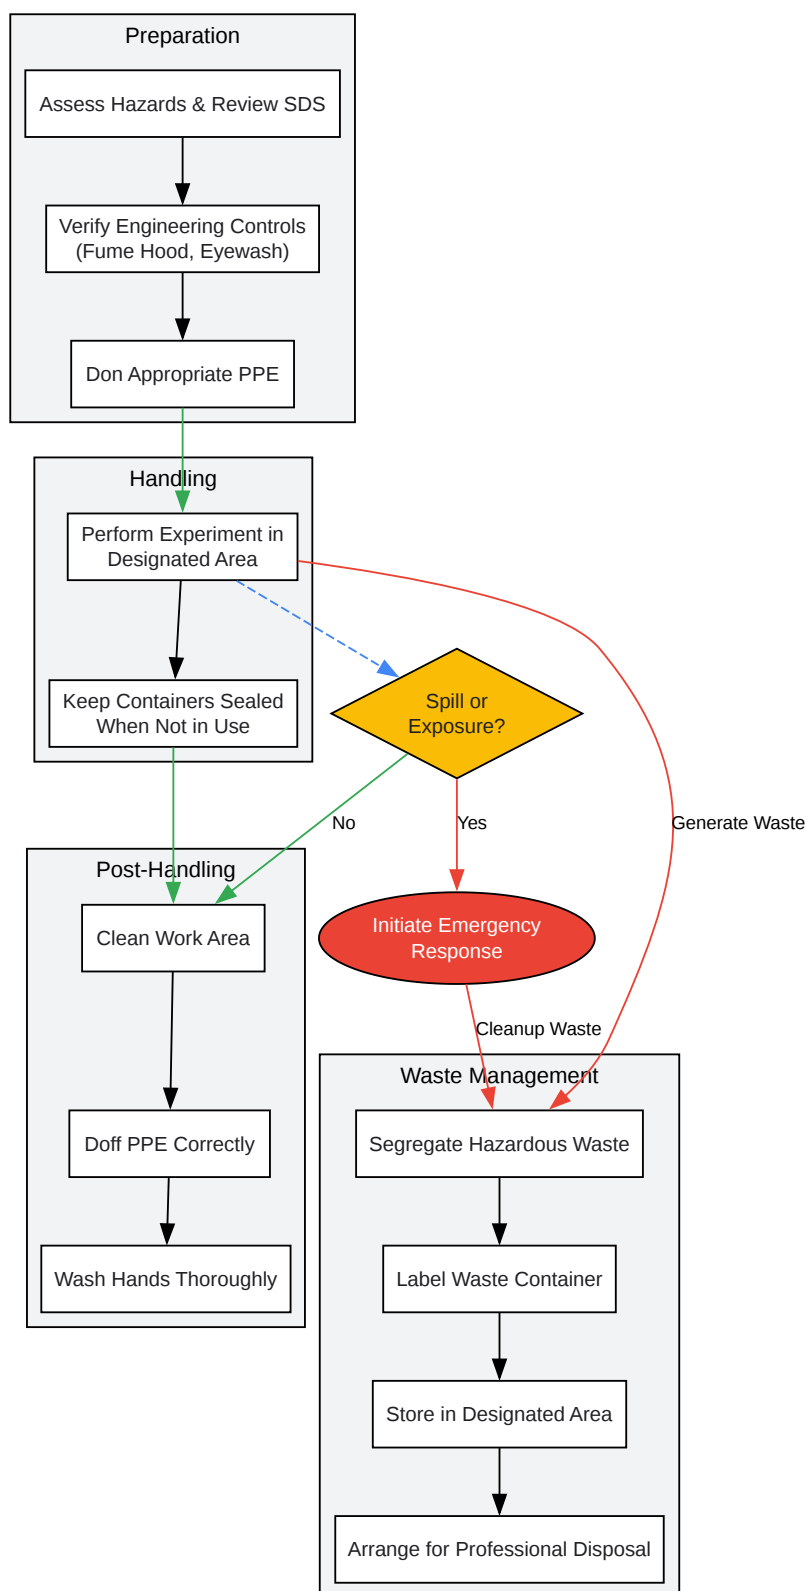 Preparation
Assess Hazards & Review SDS
Verify Engineering Controls
(Fume Hood, Eyewash)
Don Appropriate PPE
Handling
Perform Experiment in
Designated Area
Keep Containers Sealed
When Not in Use
Spill or
Exposure?
No
Yes
Generate Waste
Post-Handling
Clean Work Area
Initiate Emergency
Response
Cleanup Waste
Waste Management
Doff PPE Correctly
Segregate Hazardous Waste
Wash Hands Thoroughly
Label Waste Container
Store in Designated Area
Arrange for Professional Disposal